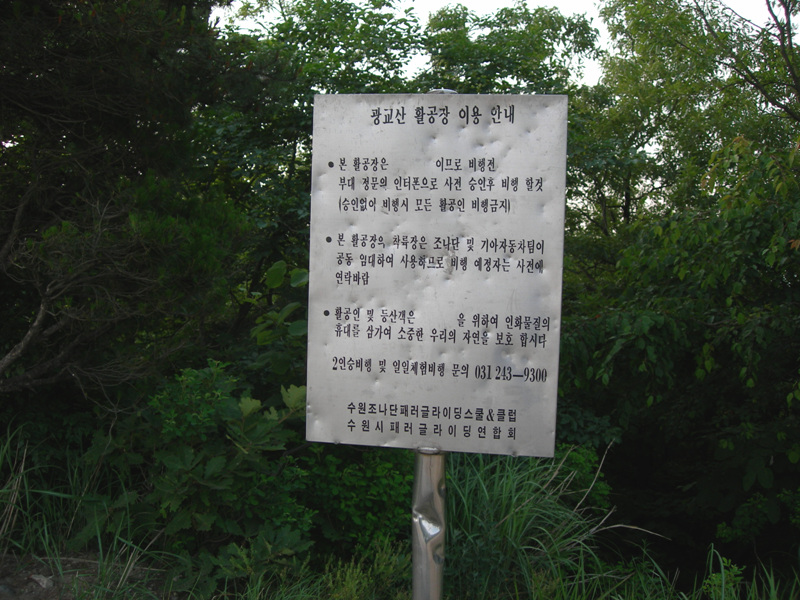 광교산 활공장 이용 안내
● 본 활공장은 이므로 비행전
부대 정문의 인터폰으로 사전 승인후 비행 할것
(승인없이 비행시 모든 활공인 비행금지)
● 본 활공장의 착륙장은 조나단 및 기아자동차팀이
공동 임대하여 사용하므로 비행 예정자는 사전에
연락바람
● 활공인 및 등산객은 을 위하여 인화물질의
휴대를 삼가여 소중한 우리의 자연을 보호 합시다
2인승비행 및 일일체험비행 문의 031 243-9300
수원조나단패러글라이딩스쿨&클럽
수원시패러글라이딩연합회